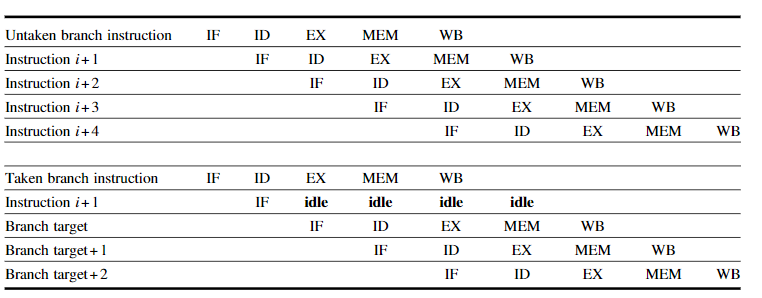 Untaken branch instruction IF ID EX MEM WB
Instruction i+1 IF ID EX MEM WB
Instruction i+2 IF ID EX MEM WB
Instruction i+3 IF ID EX MEM WB
Instruction i+4 IF ID EX MEM WB
Taken branch instruction IF ID EX MEM WB
Instruction i+1 IF idle idle idle idle
Branch target IF ID EX MEM WB
Branch target+1 IF ID EX MEM WB
Branch target+2 IF ID EX MEM WB